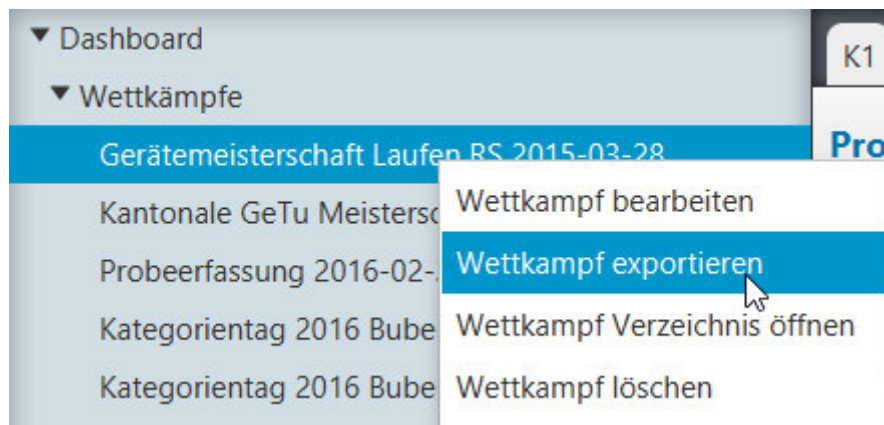 Dashboard
K1
Wettkämpfe
Gerätemeisterschaft Laufen RS 2015-03-28
Pro
Kantonale GeTu Meistersc
Probeerfassung 2016-02-
Kategorientag 2016 Bube
Kategorientag 2016 Bube
Wettkampf bearbeiten
Wettkampf exportieren
Wettkampf Verzeichnis öffnen
Wettkampf löschen